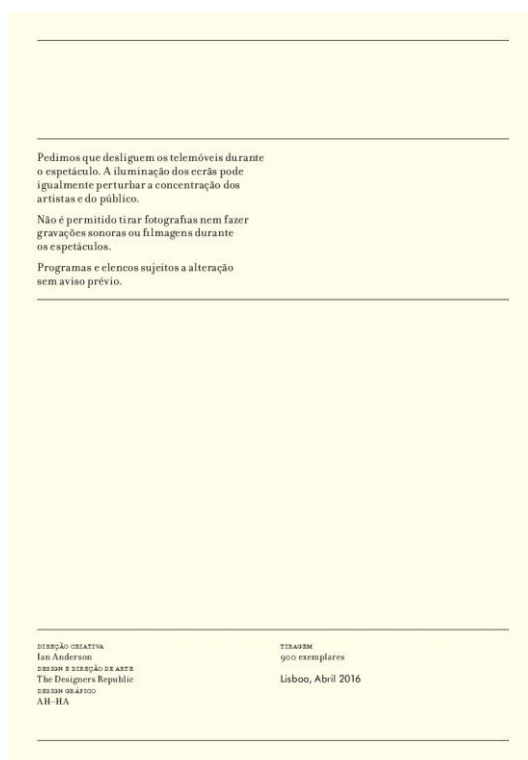 Pedimos que desliguem os telemóveis durante
o espetáculo. A iluminação dos ecrãs pode
igualmente perturbar a concentração dos
artistas e do público.
Não é permitido tirar fotografias nem fazer
gravações sonoras ou filmagens durante
os espetáculos.
Programas e elencos sujeitos a alteração
sem aviso prévio.
DIREÇÃO CRIATIVA
Ian Anderson
DESIGN E DIREÇÃO DE ARTE
The Designers Republic
DESIGN GRÁFICO
AH–HA
TIRAGEM
900 exemplares
Lisboa, Abril 2016